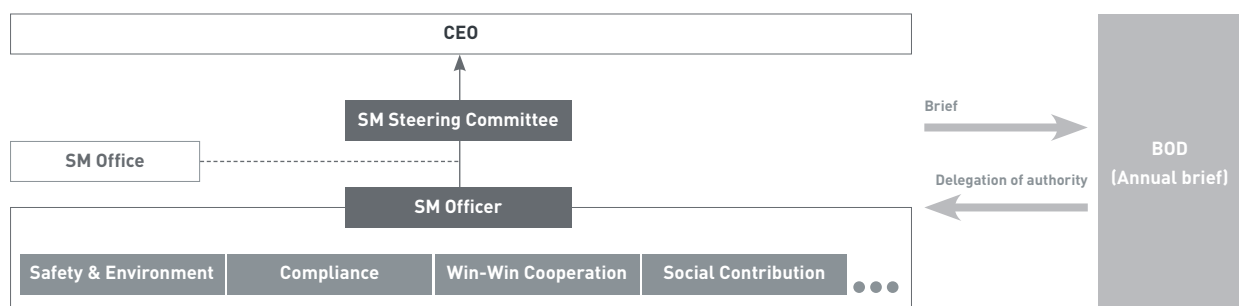 CEO
SM Steering Committee
SM Office
SM Officer
Safety & Environment
Compliance
Win-Win Cooperation
Social Contribution
Brief
Delegation of authority
BOD
(Annual brief)